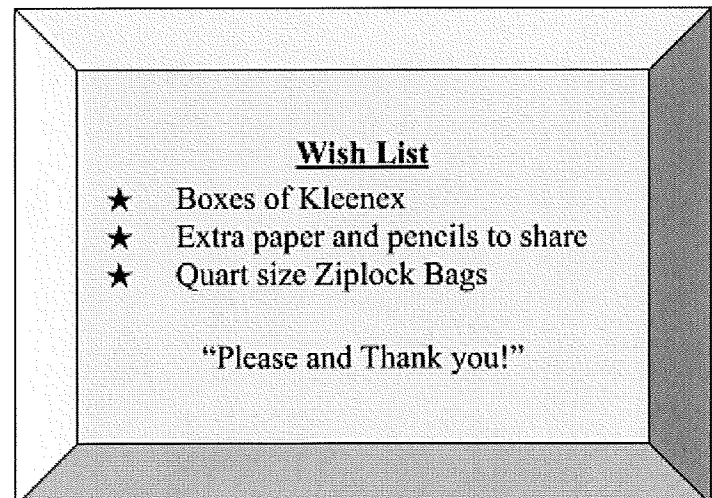 Wish List
★ Boxes of Kleenex
★ Extra paper and pencils to share
★ Quart size Ziplock Bags
“Please and Thank you!”